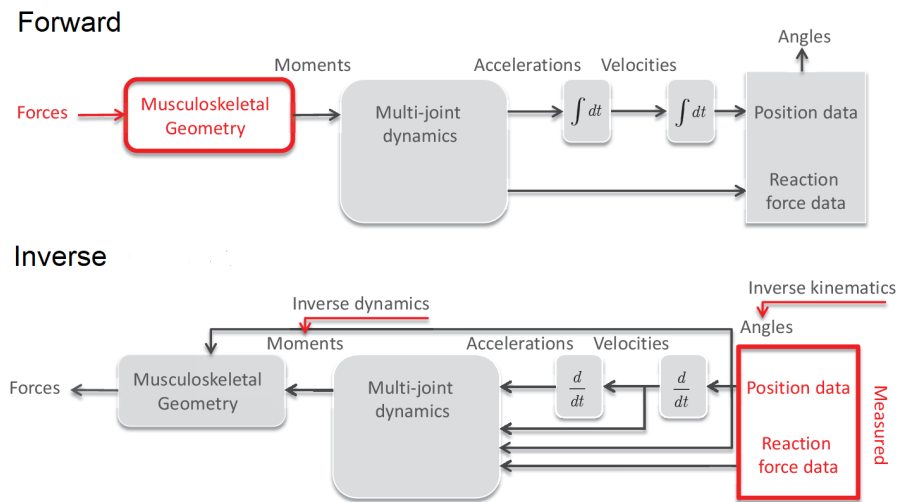 Forward
Angles
Moments
Accelerations
Velocities
Forces
Musculoskeletal
Geometry
Multi-joint
dynamics
∫ dt
∫ dt
Position data
Reaction
force data
Inverse
Inverse kinematics
Inverse dynamics
Angles
Moments
Accelerations
Velocities
Forces
Musculoskeletal
Geometry
Multi-joint
dynamics
d
dt
d
dt
Position data
Reaction
force data
Measured